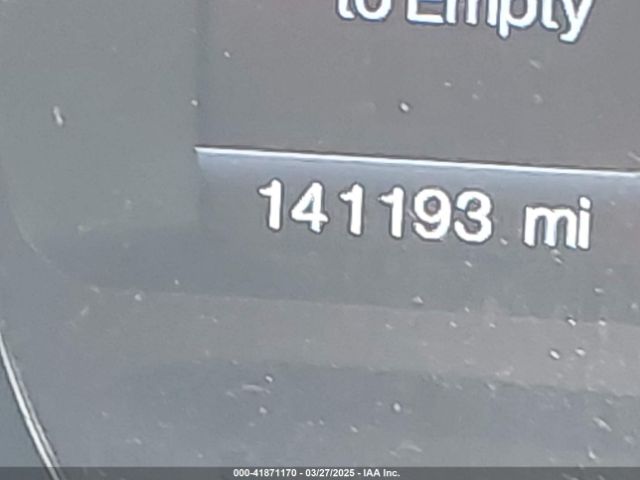 to Empty
141193 mi
000-41871170 - 03/27/2025 - IAA Inc.